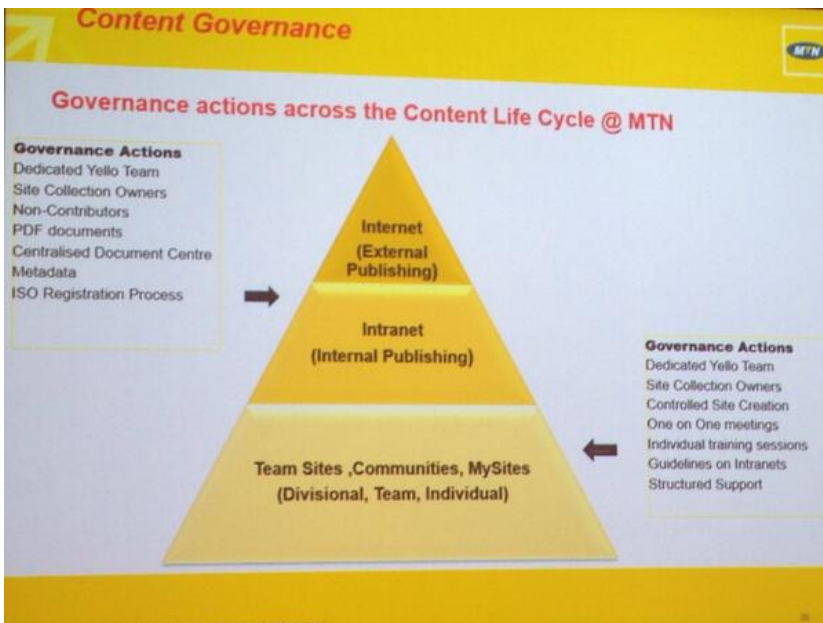 Content Governance
MTN
Governance actions across the Content Life Cycle @ MTN
Governance Actions
Dedicated Yello Team
Site Collection Owners
Non-Contributors
PDF documents
Centralised Document Centre
Metadata
ISO Registration Process
Internet
(External
Publishing)
Intranet
(Internal Publishing)
Team Sites ,Communities, MySites
(Divisional, Team, Individual)
Governance Actions
Dedicated Yello Team
Site Collection Owners
Controlled Site Creation
One on One meetings
Individual training sessions
Guidelines on Intranets
Structured Support